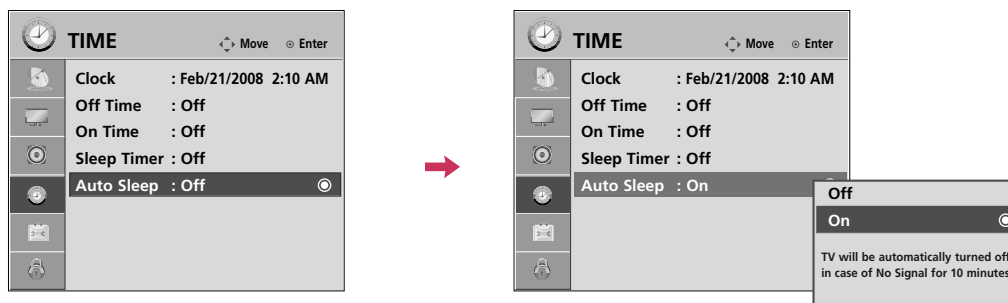 TIME
Move Enter
Clock : Feb/21/2008 2:10 AM
Off Time : Off
On Time : Off
Sleep Timer : Off
Auto Sleep : Off
TIME
Move Enter
Clock : Feb/21/2008 2:10 AM
Off Time : Off
On Time : Off
Sleep Timer : Off
Auto Sleep : On
Off
On
TV will be automatically turned off
in case of No Signal for 10 minutes